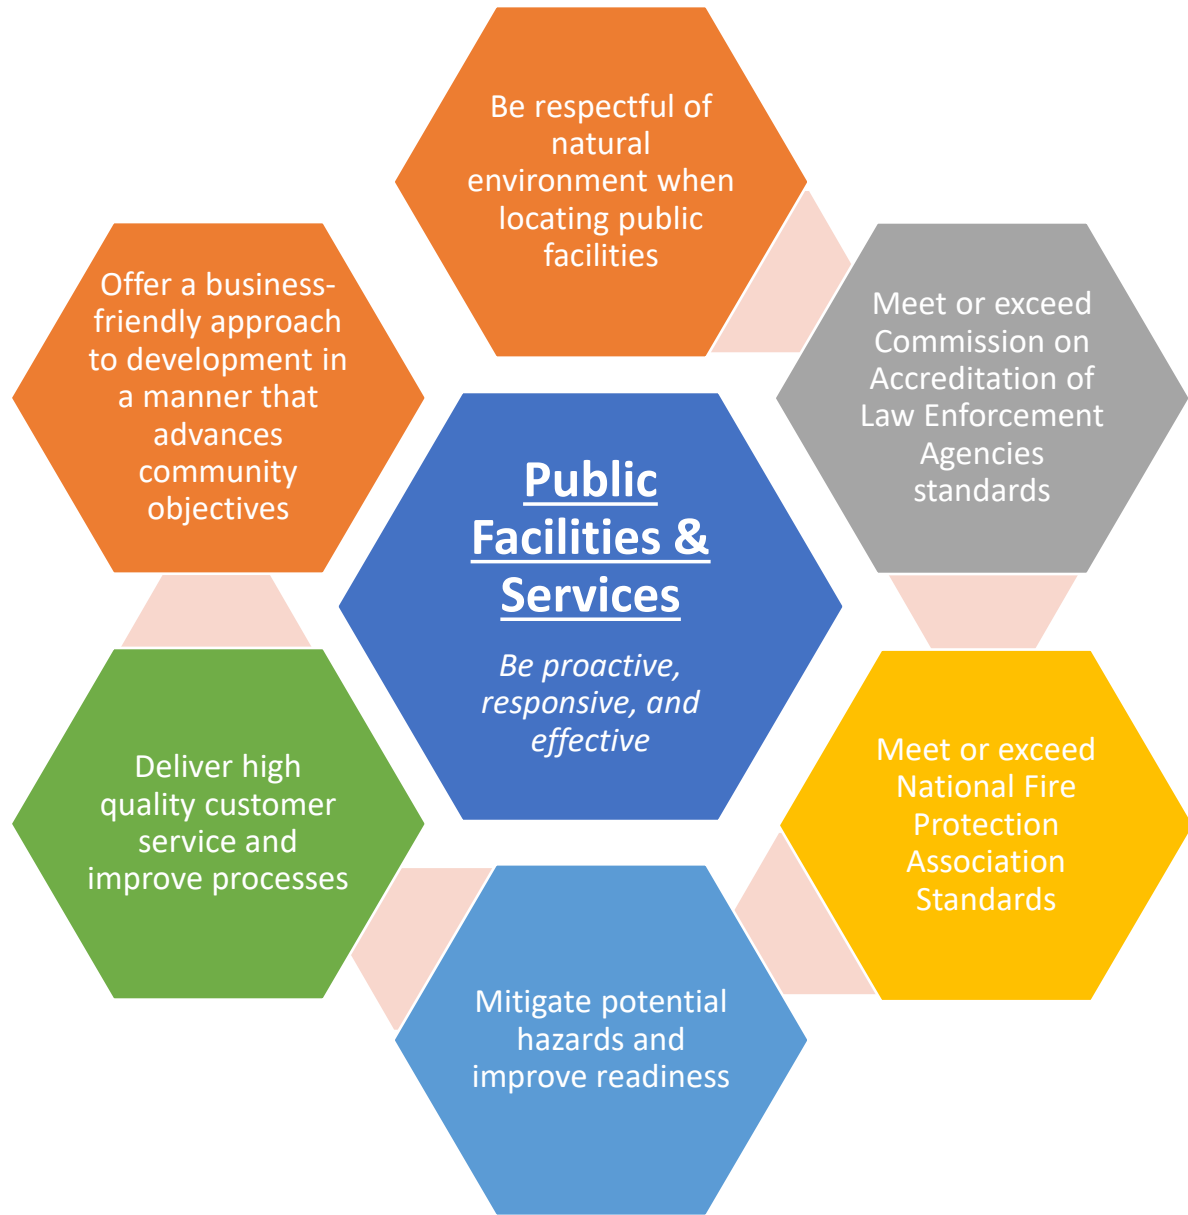 Be respectful of
natural
environment when
locating public
facilities
Offer a business-
friendly approach
to development in
a manner that
advances
community
objectives
Meet or exceed
Commission on
Accreditation of
Law Enforcement
Agencies
standards
Public
Facilities &
Services
Be proactive,
responsive, and
effective
Deliver high
quality customer
service and
improve processes
Meet or exceed
National Fire
Protection
Association
Standards
Mitigate potential
hazards and
improve readiness